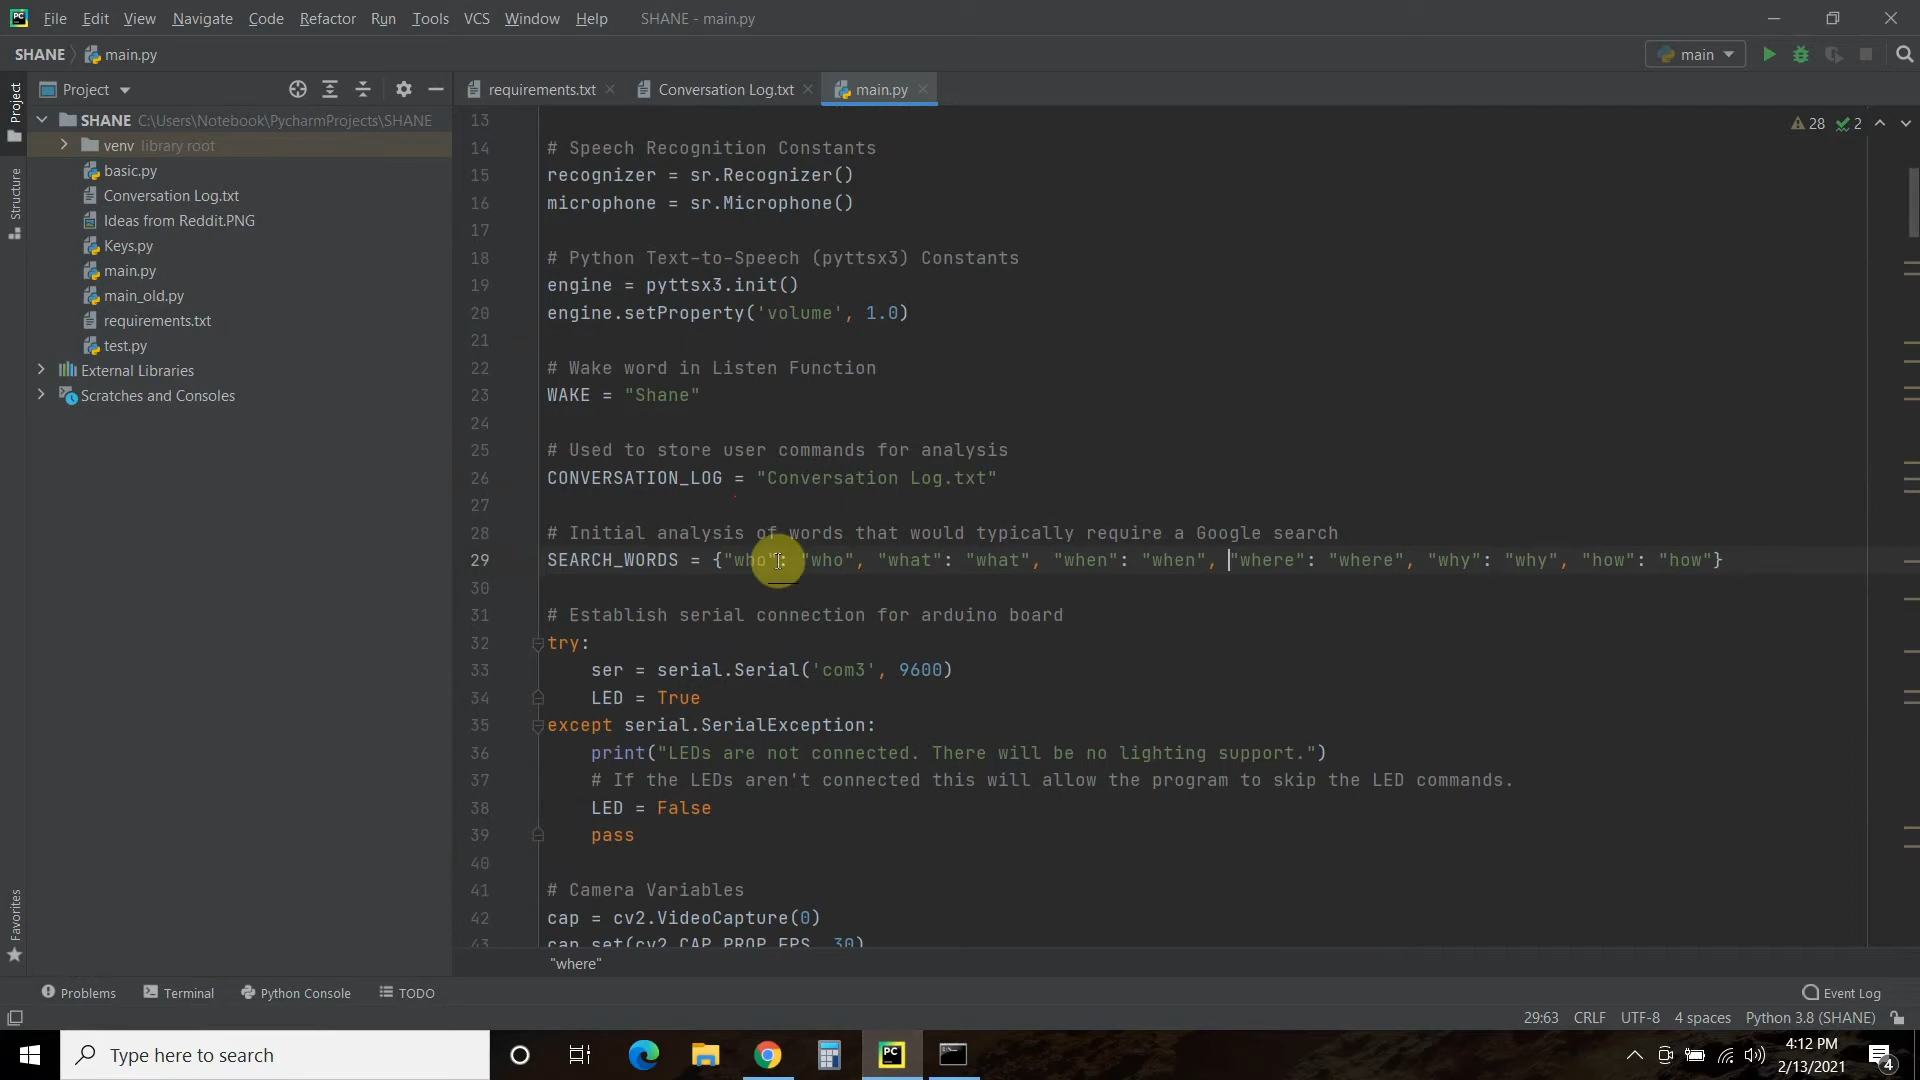 PC File Edit View Navigate Code Refactor Run Tools VCS Window Help SHANE - main.py
SHANE main.py main
Project
Project
requirements.txt Conversation Log.txt main.py
28 2
SHANE C:\Users\Notebook\PycharmProjects\SHANE
venv library root
basic.py
Conversation Log.txt
Ideas from Reddit.PNG
Keys.py
main.py
main_old.py
requirements.txt
test.py
External Libraries
Scratches and Consoles
Structure
Favorites
13
14 # Speech Recognition Constants
15 recognizer = sr.Recognizer()
16 microphone = sr.Microphone()
17
18 # Python Text-to-Speech (pyttsx3) Constants
19 engine = pyttsx3.init()
20 engine.setProperty('volume', 1.0)
21
22 # Wake word in Listen Function
23 WAKE = "Shane"
24
25 # Used to store user commands for analysis
26 CONVERSATION_LOG = "Conversation Log.txt"
27
28 # Initial analysis of words that would typically require a Google search
29 SEARCH_WORDS = {"who": "who", "what": "what", "when": "when", "where": "where", "why": "why", "how": "how"}
30
31 # Establish serial connection for arduino board
32 try:
33 ser = serial.Serial('com3', 9600)
34 LED = True
35 except serial.SerialException:
36 print("LEDs are not connected. There will be no lighting support.")
37 # If the LEDs aren't connected this will allow the program to skip the LED commands.
38 LED = False
39 pass
40
41 # Camera Variables
42 cap = cv2.VideoCapture(0)
43 cap.set(cv2.CAP_PROP_FPS, 30)
"where"
Problems Terminal Python Console TODO Event Log
29:63 CRLF UTF-8 4 spaces Python 3.8 (SHANE)
Type here to search
PC
4:12 PM
2/13/2021
4